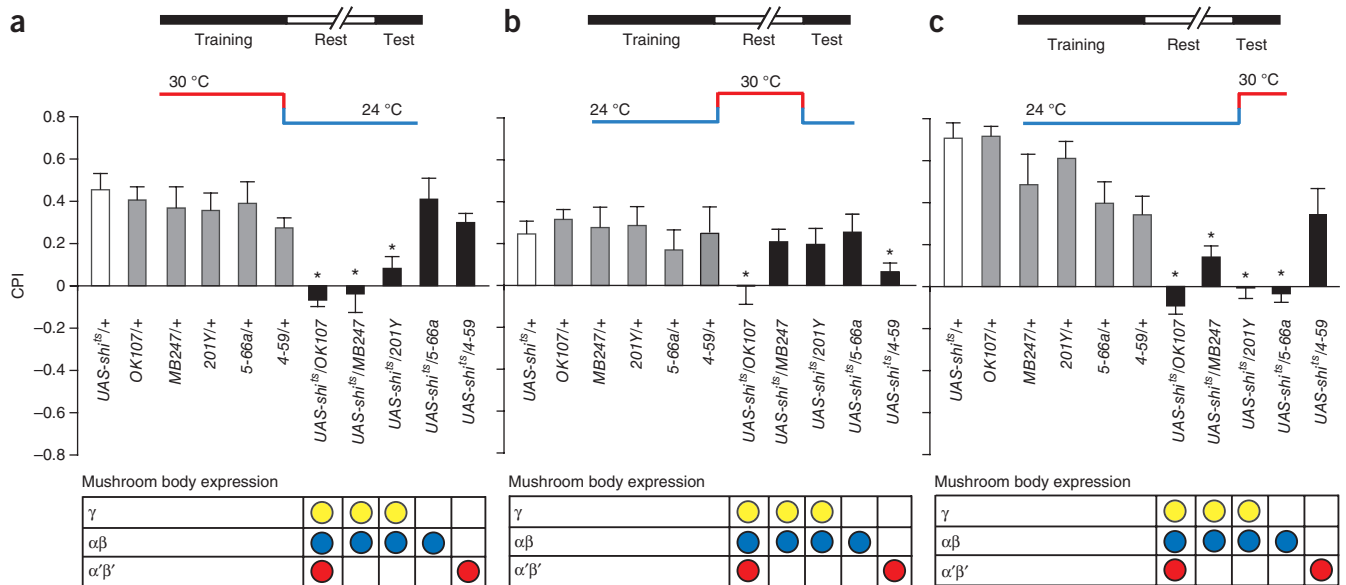 a
Training Rest Test
30 °C
24 °C
CPI
0.8
0.4
0
−0.4
−0.6
−0.8
UAS-shi^ts/+
OK107/+
MB247/+
201Y/+
5-66a/+
4-59/+
UAS-shi^ts/OK107
UAS-shi^ts/MB247
UAS-shi^ts/201Y
UAS-shi^ts/5-66a
UAS-shi^ts/4-59
* * *
Mushroom body expression
γ
αβ
α′β′
b
Training Rest Test
24 °C
30 °C
UAS-shi^ts/+
OK107/+
MB247/+
201Y/+
5-66a/+
4-59/+
UAS-shi^ts/OK107
UAS-shi^ts/MB247
UAS-shi^ts/201Y
UAS-shi^ts/5-66a
UAS-shi^ts/4-59
* *
Mushroom body expression
γ
αβ
α′β′
c
Training Rest Test
24 °C
30 °C
UAS-shi^ts/+
OK107/+
MB247/+
201Y/+
5-66a/+
4-59/+
UAS-shi^ts/OK107
UAS-shi^ts/MB247
UAS-shi^ts/201Y
UAS-shi^ts/5-66a
UAS-shi^ts/4-59
* * * *
Mushroom body expression
γ
αβ
α′β′